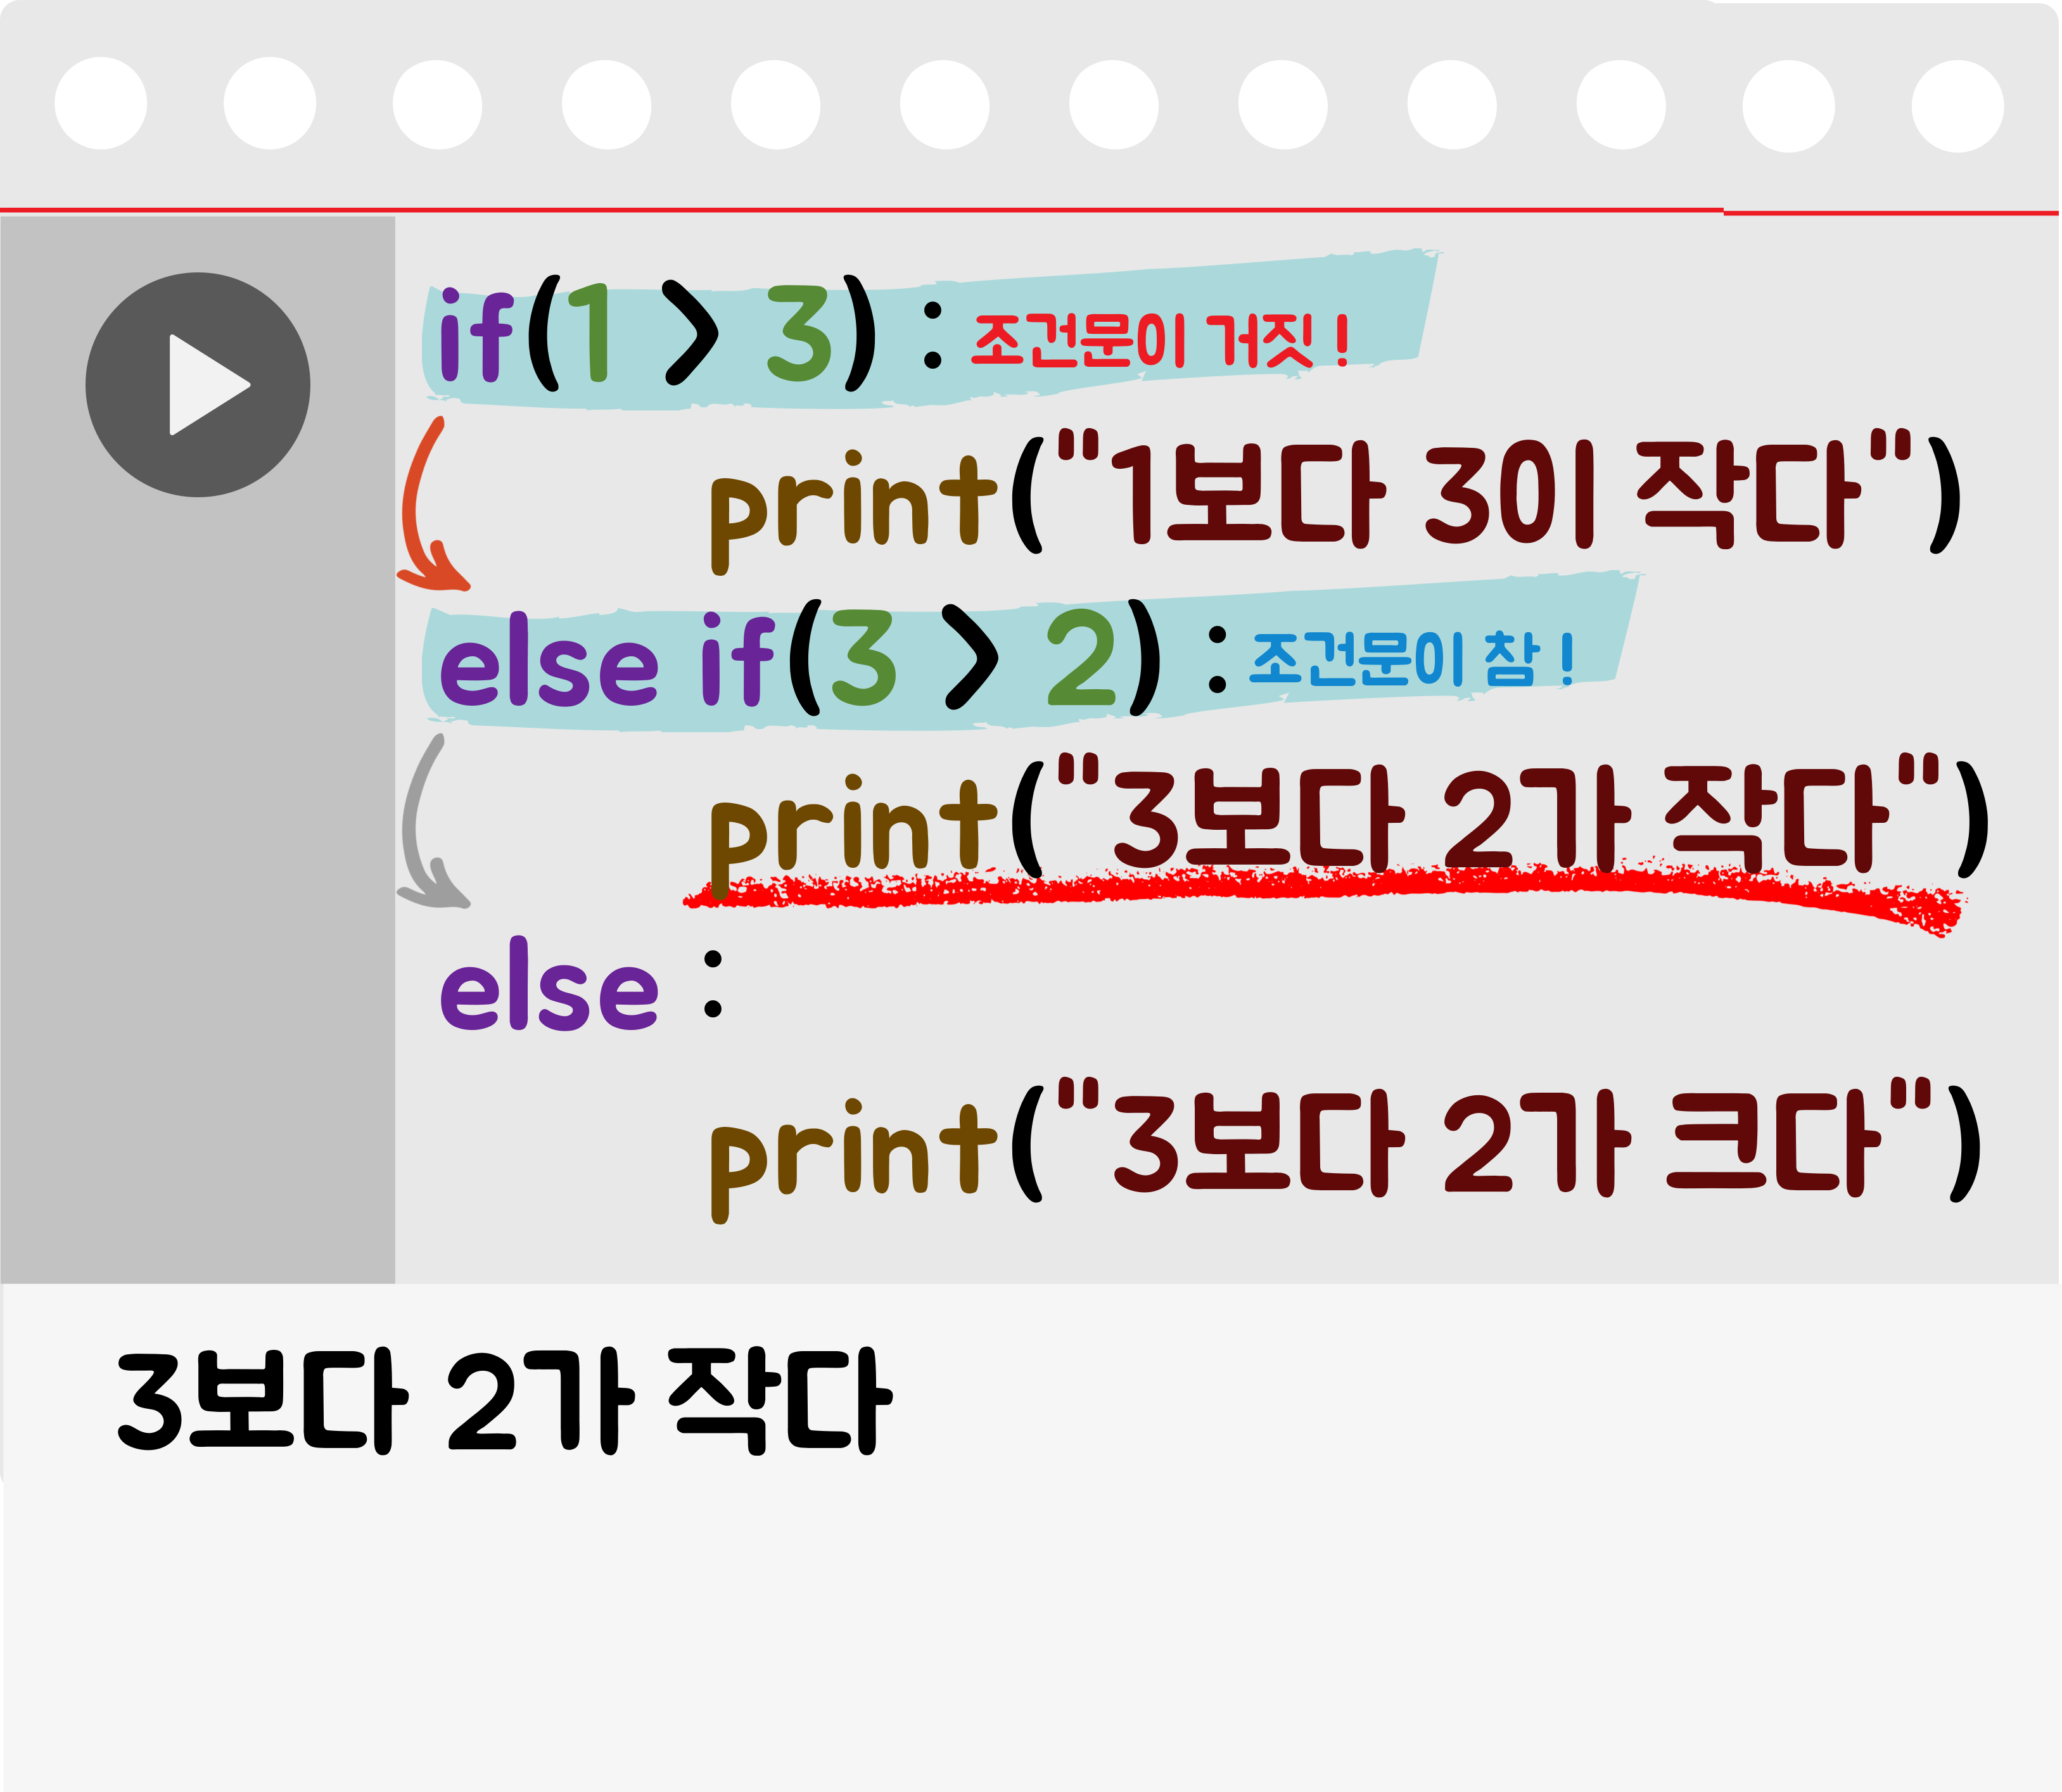 if(1 > 3) : 조건문이 거짓!
print("1보다 3이 작다")
else if(3 > 2) : 조건문이 참!
print("3보다 2가 작다")
else :
print("3보다 2가 크다")
3보다 2가 작다